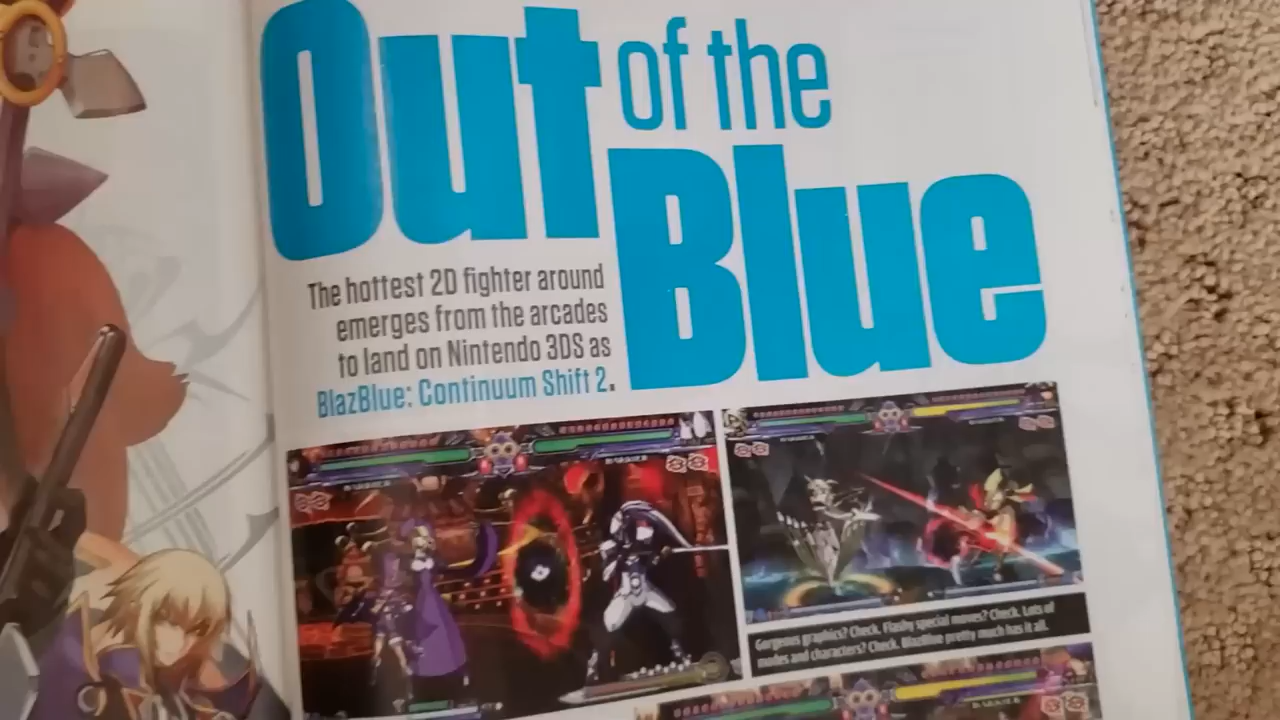 Out of the
Blue
The hottest 2D fighter around
emerges from the arcades
to land on Nintendo 3DS as
BlazBlue: Continuum Shift 2.
Gorgeous graphics? Check. Flashy special moves? Check. Lots of
modes and characters? Check. BlazBlue pretty much has it all.